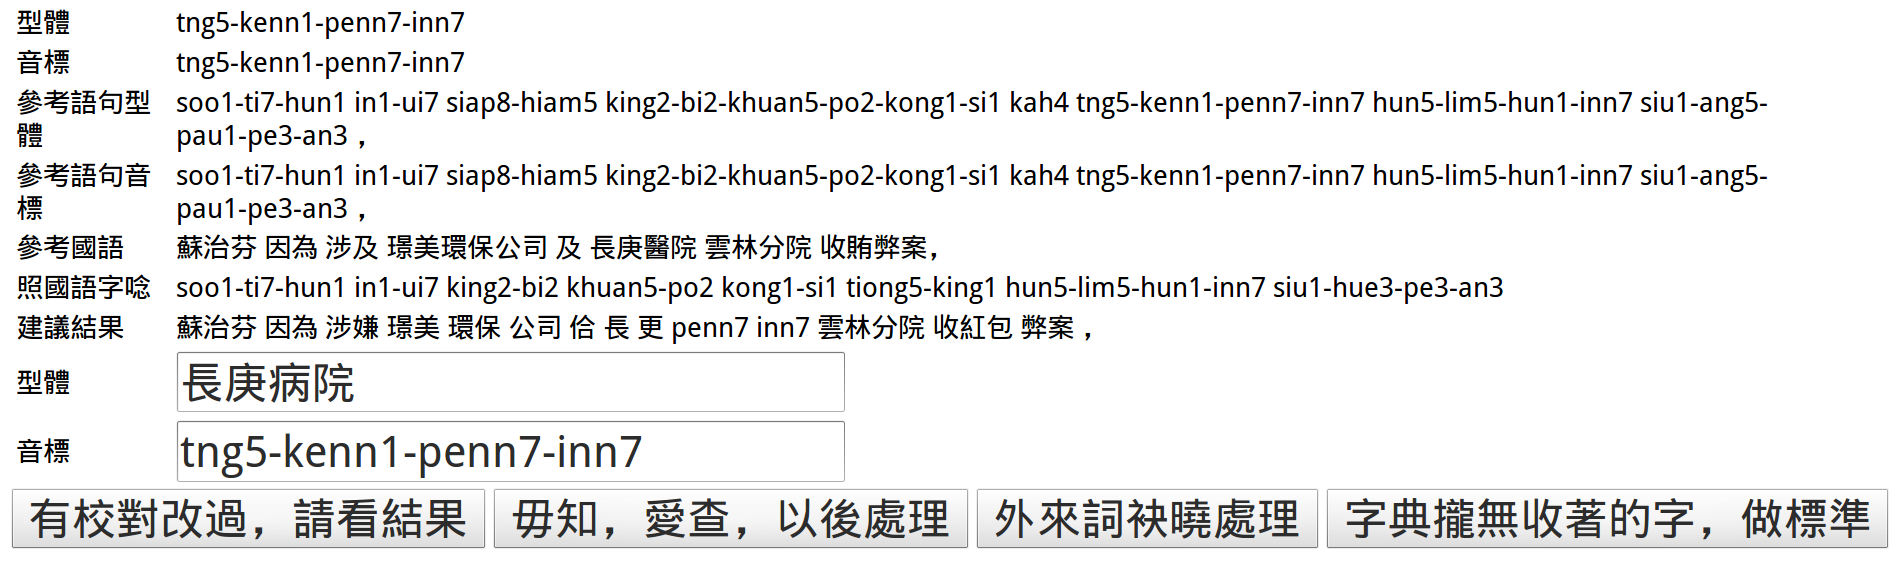 型體 tng5-kenn1-penn7-inn7
音標 tng5-kenn1-penn7-inn7
參考語句型體 soo1-ti7-hun1 in1-ui7 siap8-hiam5 king2-bi2-khuan5-po2-kong1-si1 kah4 tng5-kenn1-penn7-inn7 hun5-lim5-hun1-inn7 siu1-ang5-
pau1-pe3-an3，
參考語句音標 soo1-ti7-hun1 in1-ui7 siap8-hiam5 king2-bi2-khuan5-po2-kong1-si1 kah4 tng5-kenn1-penn7-inn7 hun5-lim5-hun1-inn7 siu1-ang5-
pau1-pe3-an3，
參考國語 蘇治芬 因為 涉及 璟美環保公司 及 長庚醫院 雲林分院 收賄弊案，
照國語字唸 soo1-ti7-hun1 in1-ui7 king2-bi2 khuan5-po2 kong1-si1 tiong5-king1 hun5-lim5-hun1-inn7 siu1-hue3-pe3-an3
建議結果 蘇治芬 因為 涉嫌 璟美 環保 公司 佮 長 更 penn7 inn7 雲林分院 收紅包 弊案，
型體 長庚病院
音標 tng5-kenn1-penn7-inn7
有校對改過，請看結果 毋知，愛查，以後處理 外來詞袂曉處理 字典攏無收著的字，做標準